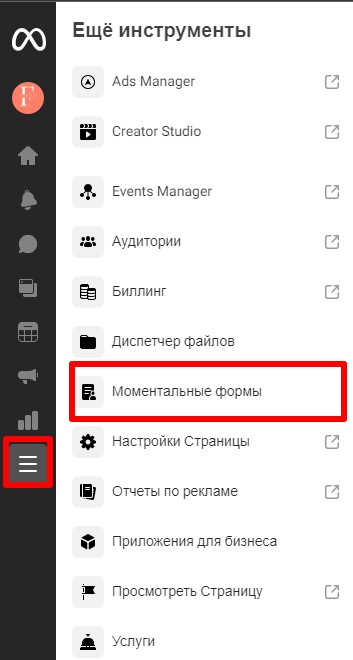 Ещё инструменты
F
Ads Manager
Creator Studio
Events Manager
Аудитории
Биллинг
Диспетчер файлов
Моментальные формы
Настройки Страницы
Отчеты по рекламе
Приложения для бизнеса
Просмотреть Страницу
Услуги